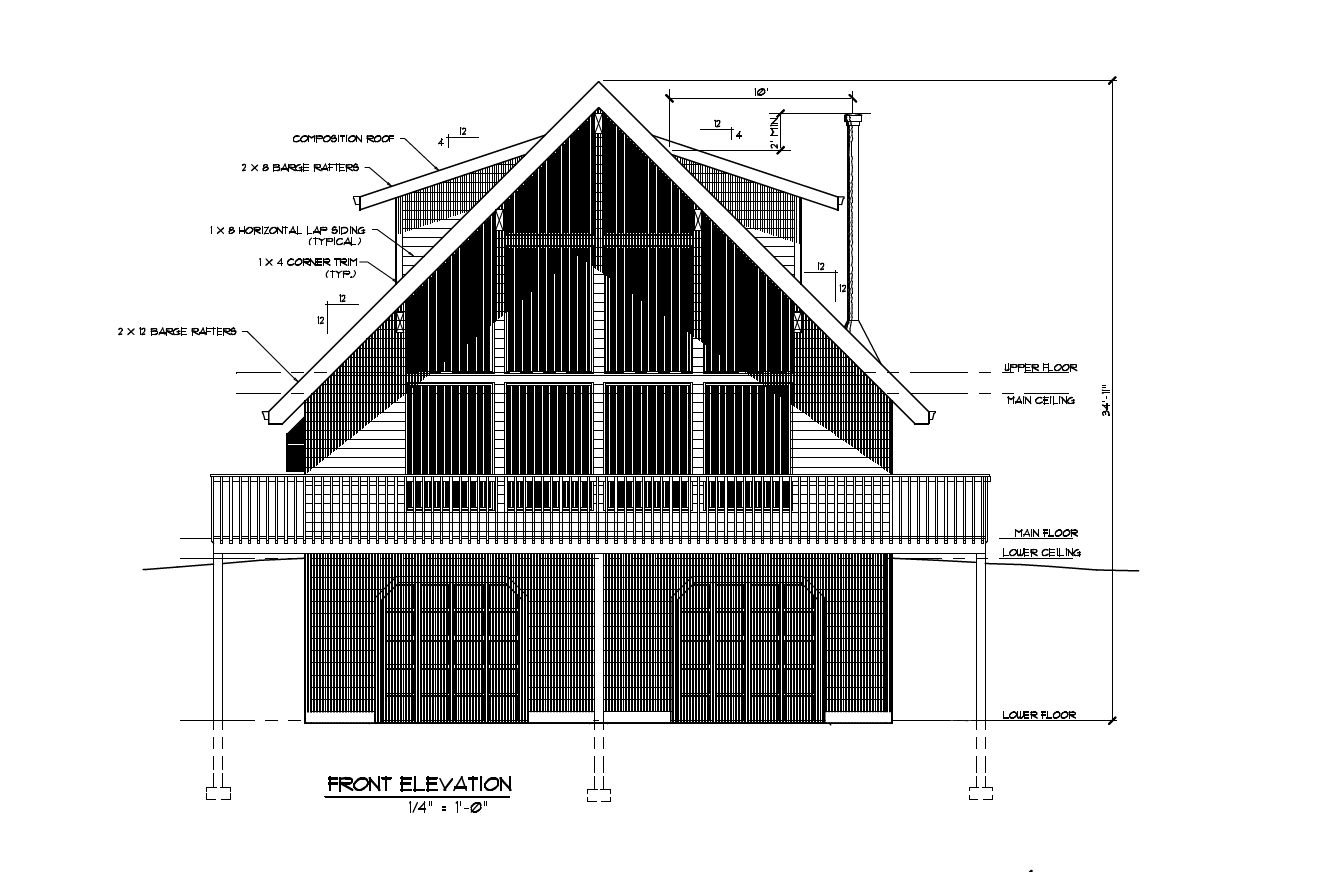 10'
12
4
12
4
2' MIN
COMPOSITION ROOF
2 X 8 BARGE RAFTERS
1 X 8 HORIZONTAL LAP SIDING
(TYPICAL)
1 X 4 CORNER TRIM
(TYP.)
12
12
12
12
2 X 12 BARGE RAFTERS
UPPER FLOOR
MAIN CEILING
34'-11"
MAIN FLOOR
LOWER CEILING
LOWER FLOOR
FRONT ELEVATION
1/4" = 1'-0"